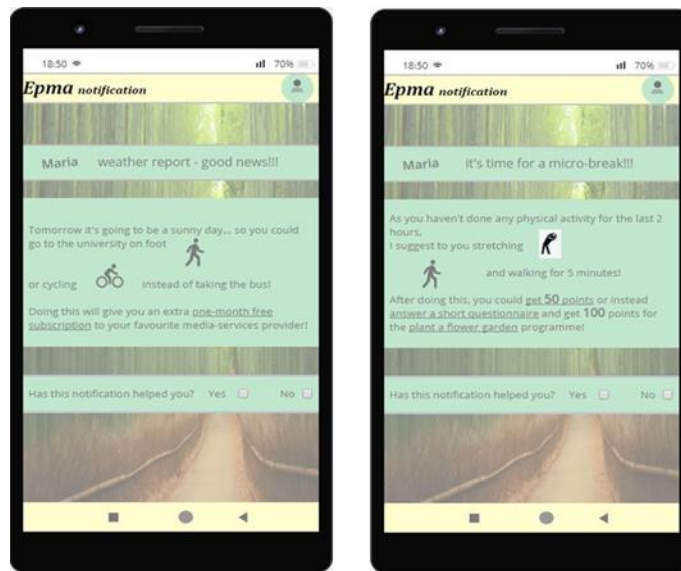 18:50 70%
Epma notification
Maria weather report - good news!!!
Tomorrow it's going to be a sunny day... so you could
go to the university on foot
or cycling instead of taking the bus!
Doing this will give you an extra one-month free
subscription to your favourite media-services provider!
Has this notification helped you? Yes No
18:50 70%
Epma notification
Maria it's time for a micro-break!!!
As you haven't done any physical activity for the last 2
hours,
I suggest to you stretching
and walking for 5 minutes!
After doing this, you could get 50 points or instead
answer a short questionnaire and get 100 points for
the plant a flower garden programme!
Has this notification helped you? Yes No